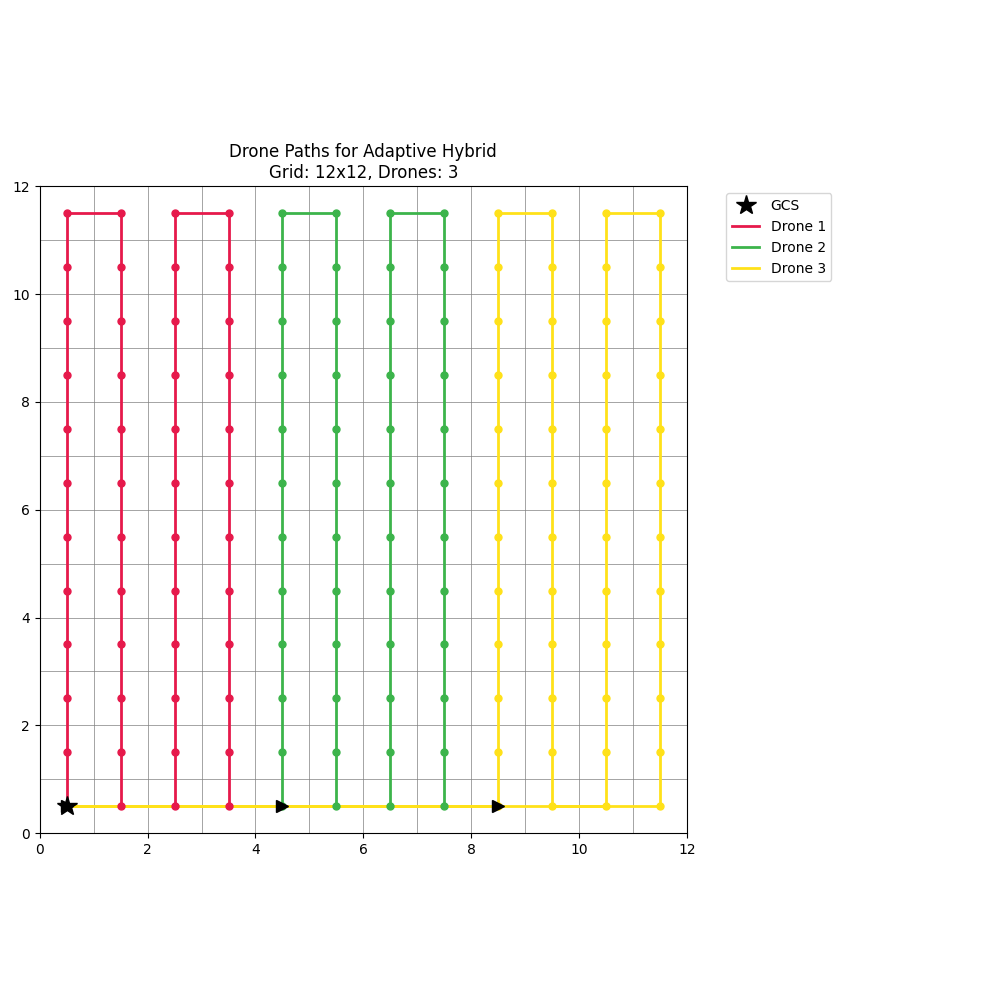 Drone Paths for Adaptive Hybrid
Grid: 12x12, Drones: 3
GCS
Drone 1
Drone 2
Drone 3
12
10
8
6
4
2
0
0 2 4 6 8 10 12